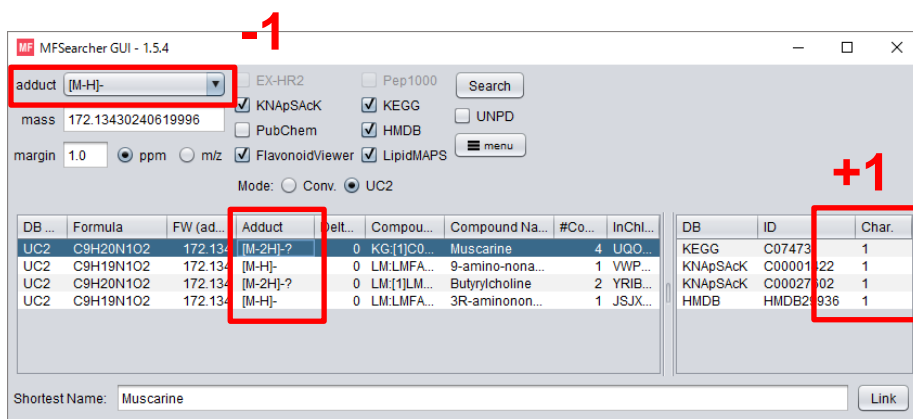 -1
MF MFSearcher GUI - 1.5.4
adduct [M-H]- EX-HR2 Pep1000 Search
KNApSAcK KEGG UNPD
mass 172.13430240619996 PubChem HMDB
menu
margin 1.0 ppm m/z FlavonoidViewer LipidMAPS
+1
Mode: Conv. UC2
DB ... Formula FW (ad... Adduct Delt... Compou... Compound Na... #Co... InChI... DB ID Char.
UC2 C9H20N1O2 172.134 [M-2H]-? 0 KG:[1]C0... Muscarine 4 UQO... KEGG C07473 1
UC2 C9H19N1O2 172.134 [M-H]- 0 LM:LMFA... 9-amino-nona... 1 VWP... KNApSAcK C00001422 1
UC2 C9H20N1O2 172.134 [M-2H]-? 0 LM:[1]LM... Butyrylcholine 2 YRIB... KNApSAcK C00027602 1
UC2 C9H19N1O2 172.134 [M-H]- 0 LM:LMFA... 3R-aminonon... 1 JSJX... HMDB HMDB29936 1
Shortest Name: Muscarine Link